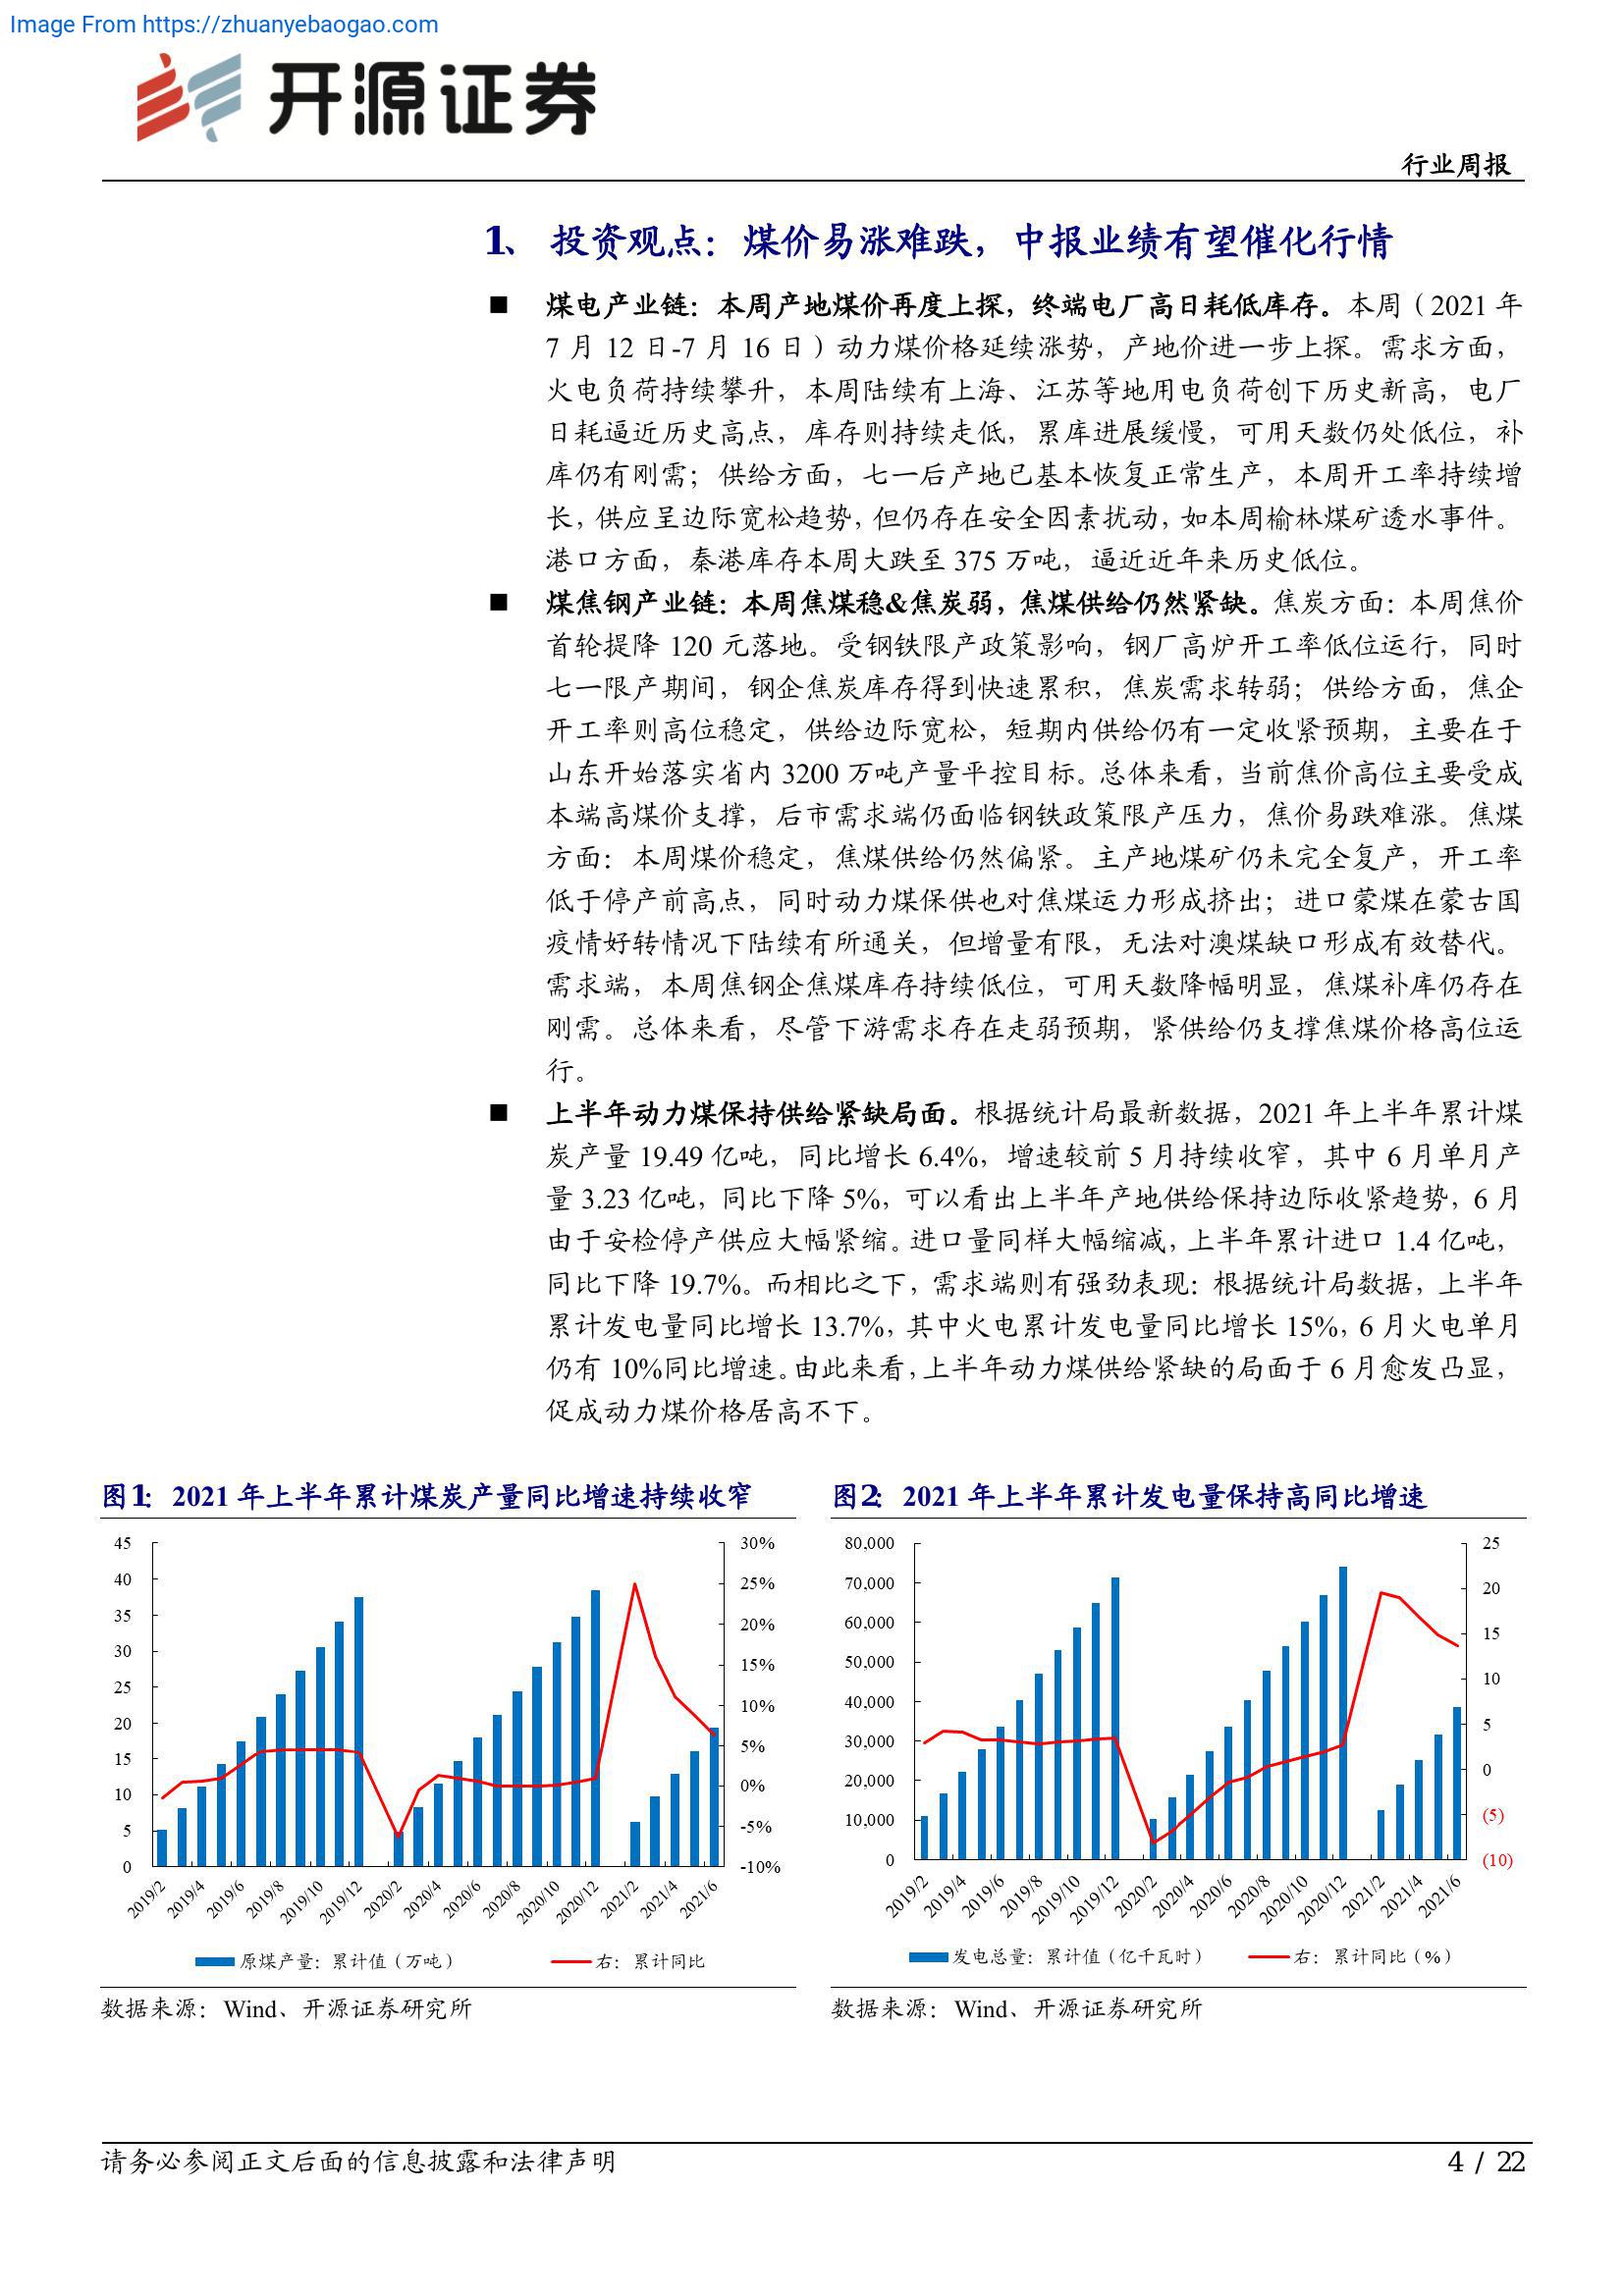 Image From https://zhuanyebaogao.com
开源证券
行业周报
1、 投资观点：煤价易涨难跌，中报业绩有望催化行情
■ 煤电产业链：本周产地煤价再度上探，终端电厂高日耗低库存。本周（2021 年
7 月 12 日-7 月 16 日）动力煤价格延续涨势，产地价进一步上探。需求方面，
火电负荷持续攀升，本周陆续有上海、江苏等地用电负荷创下历史新高，电厂
日耗逼近历史高点，库存则持续走低，累库进展缓慢，可用天数仍处低位，补
库仍有刚需；供给方面，七一后产地已基本恢复正常生产，本周开工率持续增
长，供应呈边际宽松趋势，但仍存在安全因素扰动，如本周榆林煤矿透水事件。
港口方面，秦港库存本周大跌至 375 万吨，逼近近年来历史低位。
■ 煤焦钢产业链：本周焦煤稳&焦炭弱，焦煤供给仍然紧缺。焦炭方面：本周焦价
首轮提降 120 元落地。受钢铁限产政策影响，钢厂高炉开工率低位运行，同时
七一限产期间，钢企焦炭库存得到快速累积，焦炭需求转弱；供给方面，焦企
开工率则高位稳定，供给边际宽松，短期内供给仍有一定收紧预期，主要在于
山东开始落实省内 3200 万吨产量平控目标。总体来看，当前焦价高位主要受成
本端高煤价支撑，后市需求端仍面临钢铁政策限产压力，焦价易跌难涨。焦煤
方面：本周煤价稳定，焦煤供给仍然偏紧。主产地煤矿仍未完全复产，开工率
低于停产前高点，同时动力煤保供也对焦煤运力形成挤出；进口蒙煤在蒙古国
疫情好转情况下陆续有所通关，但增量有限，无法对澳煤缺口形成有效替代。
需求端，本周焦钢企焦煤库存持续低位，可用天数降幅明显，焦煤补库仍存在
刚需。总体来看，尽管下游需求存在走弱预期，紧供给仍支撑焦煤价格高位运
行。
■ 上半年动力煤保持供给紧缺局面。根据统计局最新数据，2021 年上半年累计煤
炭产量 19.49 亿吨，同比增长 6.4%，增速较前 5 月持续收窄，其中 6 月单月产
量 3.23 亿吨，同比下降 5%，可以看出上半年产地供给保持边际收紧趋势，6 月
由于安检停产供应大幅紧缩。进口量同样大幅缩减，上半年累计进口 1.4 亿吨，
同比下降 19.7%。而相比之下，需求端则有强劲表现：根据统计局数据，上半年
累计发电量同比增长 13.7%，其中火电累计发电量同比增长 15%，6 月火电单月
仍有 10%同比增速。由此来看，上半年动力煤供给紧缺的局面于 6 月愈发凸显，
促成动力煤价格居高不下。
图1：2021 年上半年累计煤炭产量同比增速持续收窄
45
40
35
30
25
20
15
10
5
0
30%
25%
20%
15%
10%
5%
0%
-5%
-10%
2019/2 2019/4 2019/6 2019/8 2019/10 2019/12 2020/2 2020/4 2020/6 2020/8 2020/10 2020/12 2021/2 2021/4 2021/6
原煤产量：累计值（万吨） 右：累计同比
数据来源：Wind、开源证券研究所
图2：2021 年上半年累计发电量保持高同比增速
80,000
70,000
60,000
50,000
40,000
30,000
20,000
10,000
0
25
20
15
10
5
0
(5)
(10)
2019/2 2019/4 2019/6 2019/8 2019/10 2019/12 2020/2 2020/4 2020/6 2020/8 2020/10 2020/12 2021/2 2021/4 2021/6
发电总量：累计值（亿千瓦时） 右：累计同比（%）
数据来源：Wind、开源证券研究所
请务必参阅正文后面的信息披露和法律声明
4 / 22